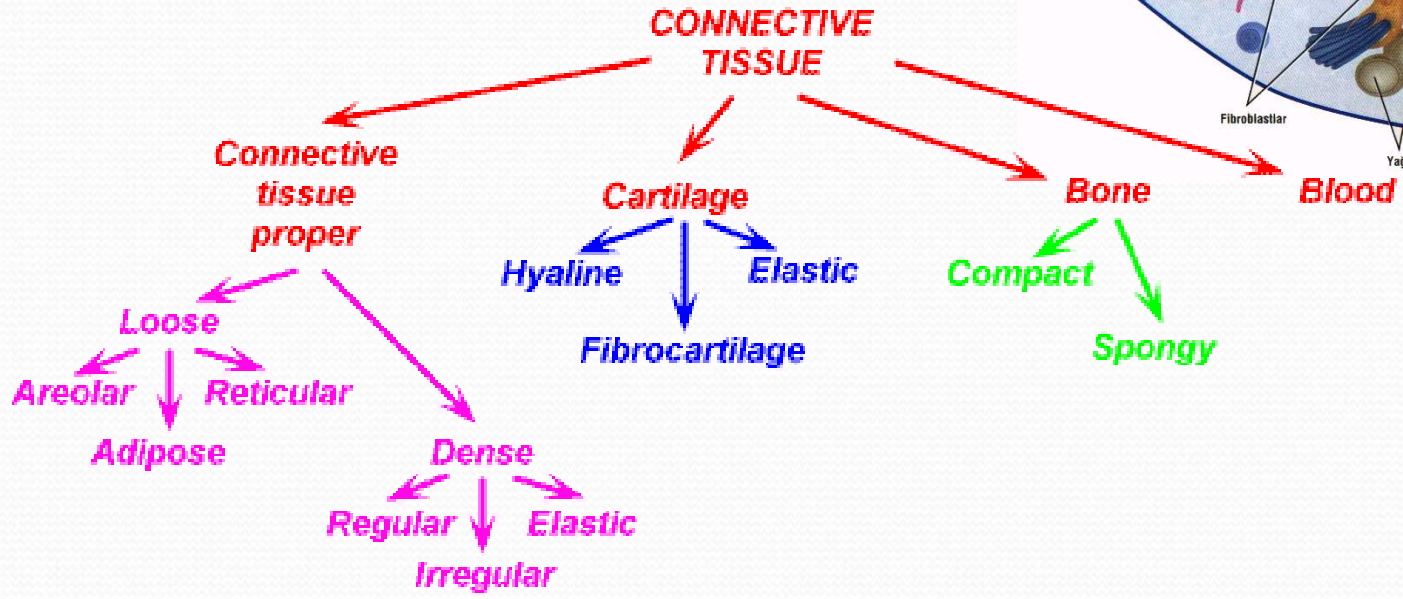 CONNECTIVE
TISSUE
Fibroblastlar
Connective
tissue
proper
Cartilage
Bone
Blood
Hyaline
Elastic
Compact
Loose
Fibrocartilage
Spongy
Areolar
Reticular
Adipose
Dense
Regular
Elastic
Irregular